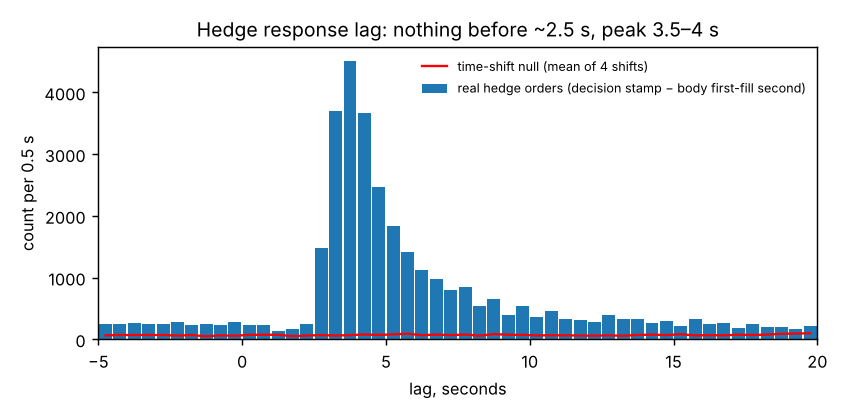 Hedge response lag: nothing before ~2.5 s, peak 3.5–4 s
time-shift null (mean of 4 shifts)
real hedge orders (decision stamp − body first-fill second)
count per 0.5 s
4000
3000
2000
1000
0
−5
0
5
10
15
20
lag, seconds